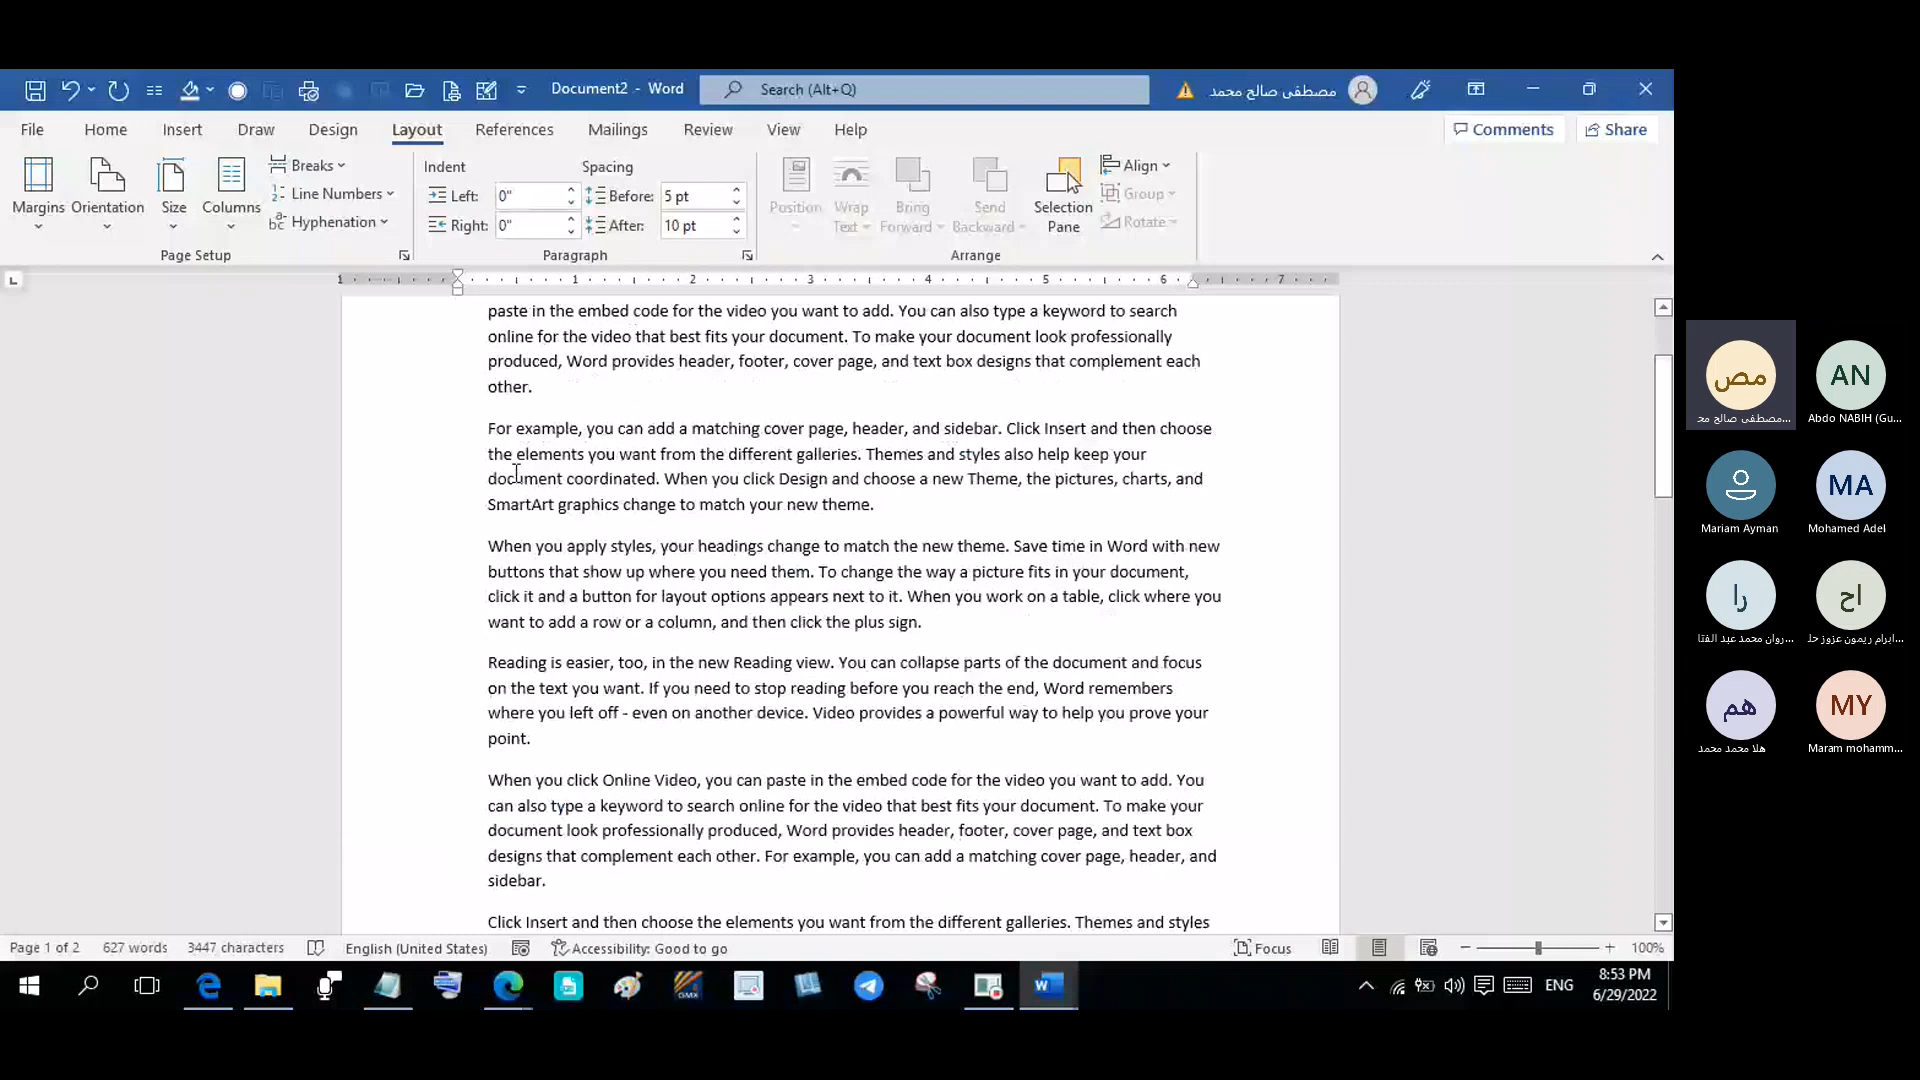 Document2 - Word
Search (Alt+Q)
مصطفى صالح محمد
File
Home
Insert
Draw
Design
Layout
References
Mailings
Review
View
Help
Comments
Share
Margins
Orientation
Size
Columns
Breaks
Line Numbers
Hyphenation
Page Setup
Indent
Left: 0"
Right: 0"
Spacing
Before: 5 pt
After: 10 pt
Paragraph
Position
Wrap Text
Bring Forward
Send Backward
Selection Pane
Align
Group
Rotate
Arrange
1 1 2 3 4 5 6 7
paste in the embed code for the video you want to add. You can also type a keyword to search
online for the video that best fits your document. To make your document look professionally
produced, Word provides header, footer, cover page, and text box designs that complement each
other.
For example, you can add a matching cover page, header, and sidebar. Click Insert and then choose
the elements you want from the different galleries. Themes and styles also help keep your
document coordinated. When you click Design and choose a new Theme, the pictures, charts, and
SmartArt graphics change to match your new theme.
When you apply styles, your headings change to match the new theme. Save time in Word with new
buttons that show up where you need them. To change the way a picture fits in your document,
click it and a button for layout options appears next to it. When you work on a table, click where you
want to add a row or a column, and then click the plus sign.
Reading is easier, too, in the new Reading view. You can collapse parts of the document and focus
on the text you want. If you need to stop reading before you reach the end, Word remembers
where you left off - even on another device. Video provides a powerful way to help you prove your
point.
When you click Online Video, you can paste in the embed code for the video you want to add. You
can also type a keyword to search online for the video that best fits your document. To make your
document look professionally produced, Word provides header, footer, cover page, and text box
designs that complement each other. For example, you can add a matching cover page, header, and
sidebar.
Click Insert and then choose the elements you want from the different galleries. Themes and styles
Page 1 of 2
627 words
3447 characters
English (United States)
Accessibility: Good to go
Focus
100%
ENG
8:53 PM
6/29/2022
مص
مصطفى صالح مح...
AN
Abdo NABIH (Gu...
Mariam Ayman
MA
Mohamed Adel
را
روان محمد عبد الفتا...
اح
ابرام ريمون عزوز حل...
هم
هلا محمد محمد
MY
Maram mohamm...